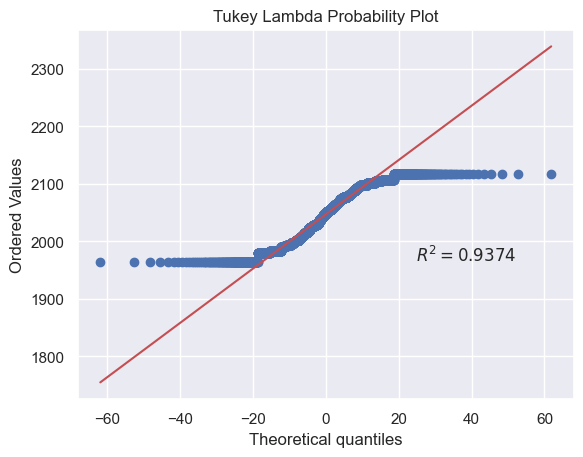 Tukey Lambda Probability Plot
2300
2200
2100
2000
1900
1800
Ordered Values
R² = 0.9374
−60 −40 −20 0 20 40 60
Theoretical quantiles